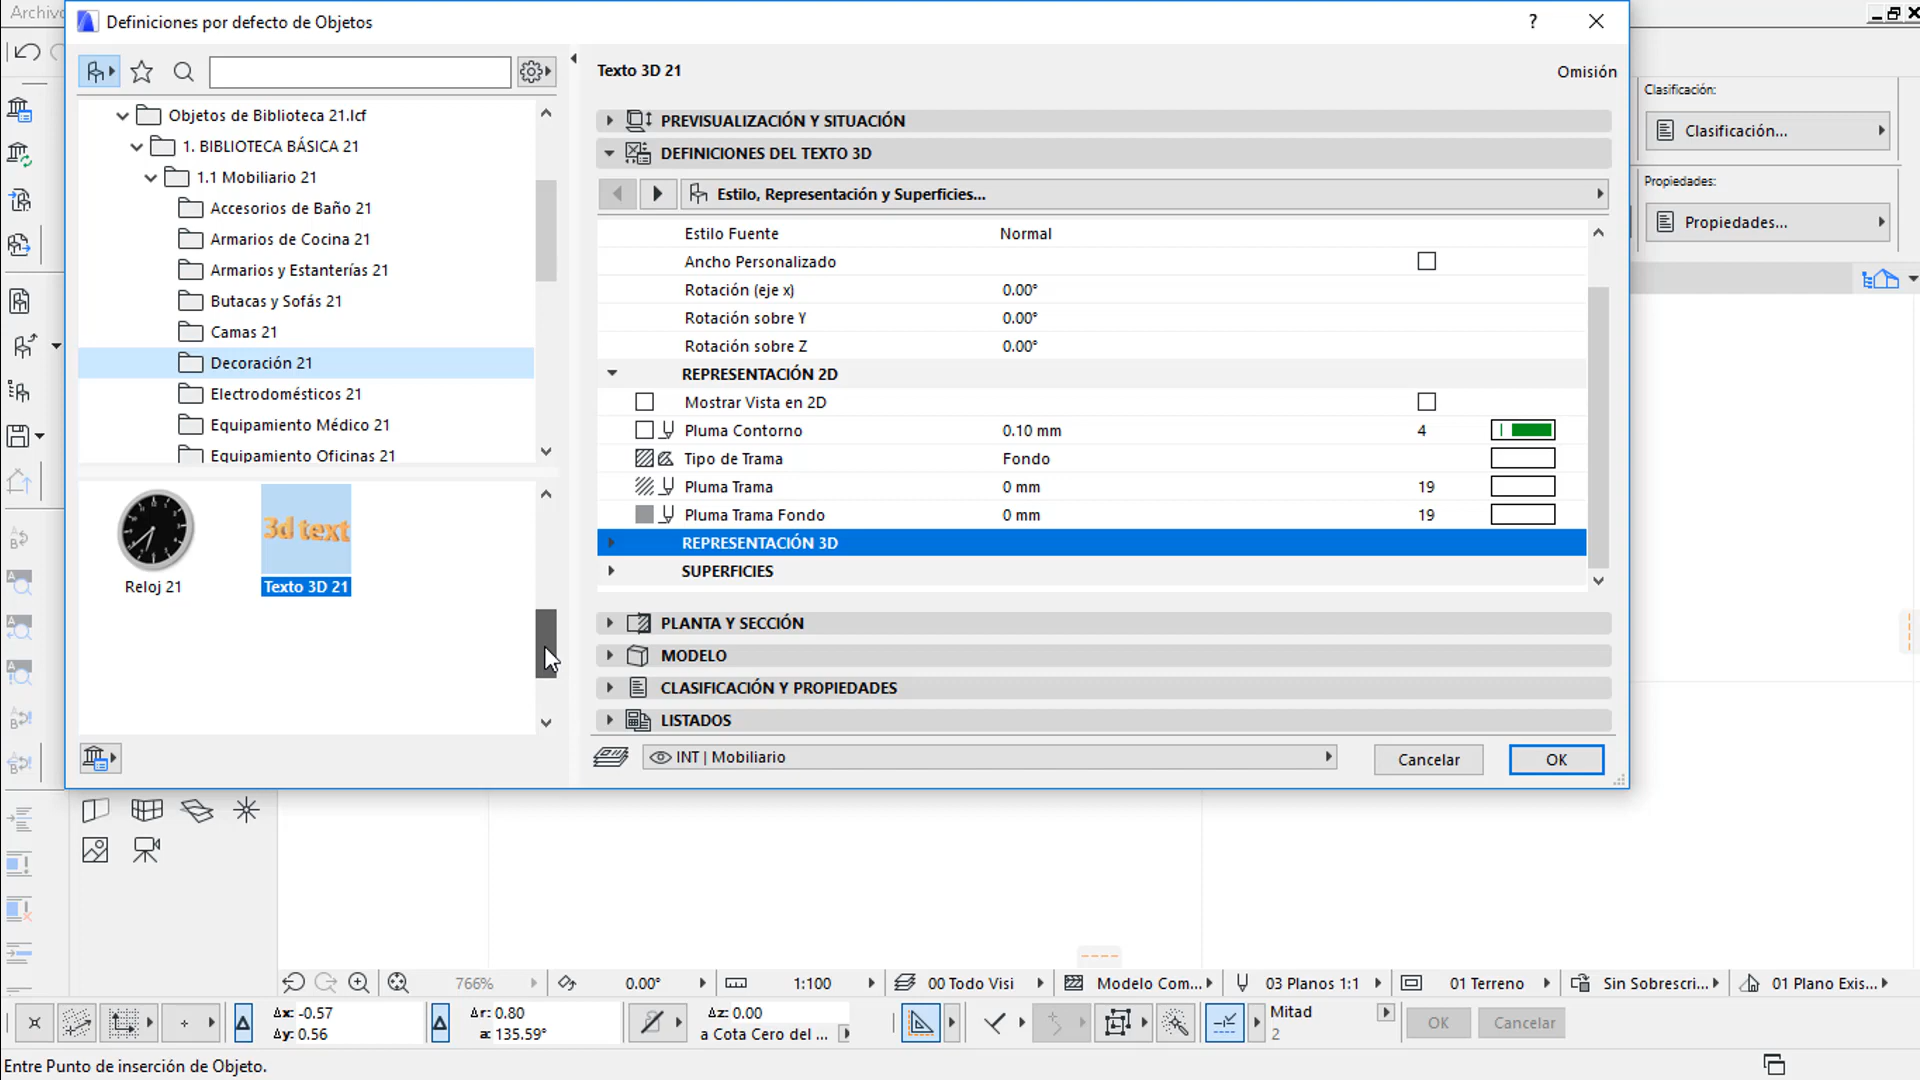 Archivo
Definiciones por defecto de Objetos
?
Texto 3D 21
Omisión
Objetos de Biblioteca 21.lcf
1. BIBLIOTECA BÁSICA 21
1.1 Mobiliario 21
Accesorios de Baño 21
Armarios de Cocina 21
Armarios y Estanterías 21
Butacas y Sofás 21
Camas 21
Decoración 21
Electrodomésticos 21
Equipamiento Médico 21
Equipamiento Oficinas 21
3d text
Reloj 21
Texto 3D 21
PREVISUALIZACIÓN Y SITUACIÓN
DEFINICIONES DEL TEXTO 3D
Estilo, Representación y Superficies...
Estilo Fuente Normal
Ancho Personalizado
Rotación (eje x) 0.00°
Rotación sobre Y 0.00°
Rotación sobre Z 0.00°
REPRESENTACIÓN 2D
Mostrar Vista en 2D
Pluma Contorno 0.10 mm 4
Tipo de Trama Fondo
Pluma Trama 0 mm 19
Pluma Trama Fondo 0 mm 19
REPRESENTACIÓN 3D
SUPERFICIES
PLANTA Y SECCIÓN
MODELO
CLASIFICACIÓN Y PROPIEDADES
LISTADOS
INT | Mobiliario
Cancelar
OK
Clasificación:
Clasificación...
Propiedades:
Propiedades...
766% 0.00° 1:100 00 Todo Visi Modelo Com... 03 Planos 1:1 01 Terreno Sin Sobrescri... 01 Plano Exis...
Δx: -0.57
Δy: 0.56
Δr: 0.80
a: 135.59°
Δz: 0.00
a Cota Cero del ...
Mitad
2
OK
Cancelar
Entre Punto de inserción de Objeto.